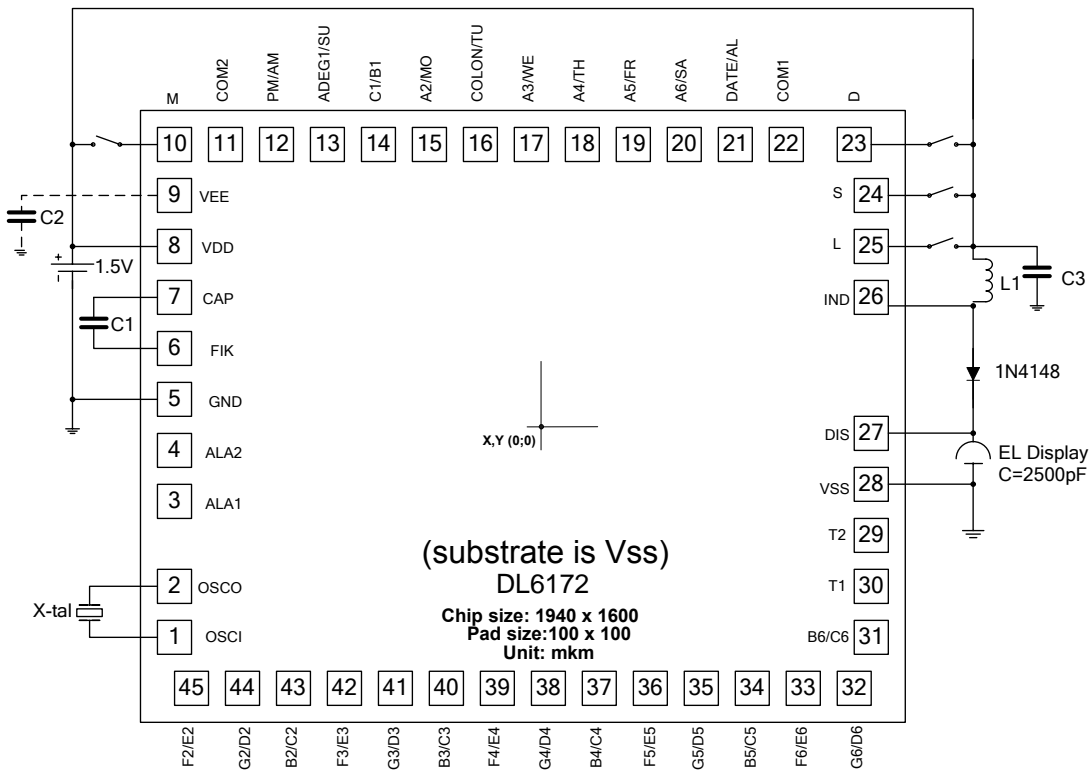 M
COM2
PM/AM
ADEG1/SU
C1/B1
A2/MO
COLON/TU
A3/WE
A4/TH
A5/FR
A6/SA
DATE/AL
COM1
D
10
11
12
13
14
15
16
17
18
19
20
21
22
23
9
VEE
C2
8
VDD
+
1.5V
-
7
CAP
C1
6
FIK
5
GND
4
ALA2
3
ALA1
2
OSCO
X-tal
1
OSCI
S
24
L
25
L1
C3
IND
26
1N4148
DIS
27
EL Display
C=2500pF
VSS
28
T2
29
T1
30
B6/C6
31
X,Y (0;0)
(substrate is Vss)
DL6172
Chip size: 1940 x 1600
Pad size:100 x 100
Unit: mkm
45
44
43
42
41
40
39
38
37
36
35
34
33
32
F2/E2
G2/D2
B2/C2
F3/E3
G3/D3
B3/C3
F4/E4
G4/D4
B4/C4
F5/E5
G5/D5
B5/C5
F6/E6
G6/D6